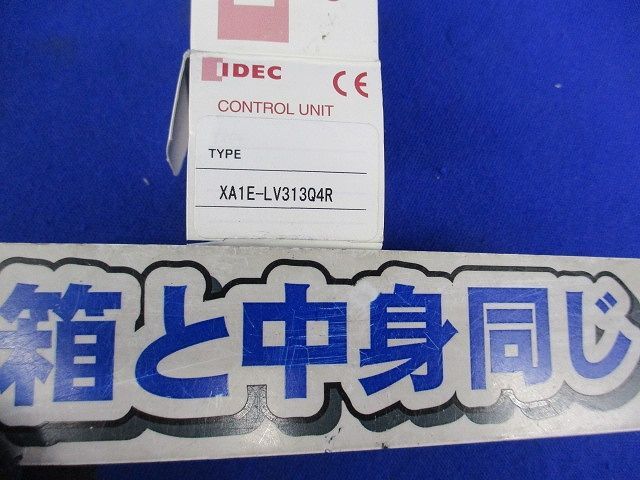 IDEC CE
CONTROL UNIT
TYPE
XA1E-LV313Q4R
箱と中身同じ